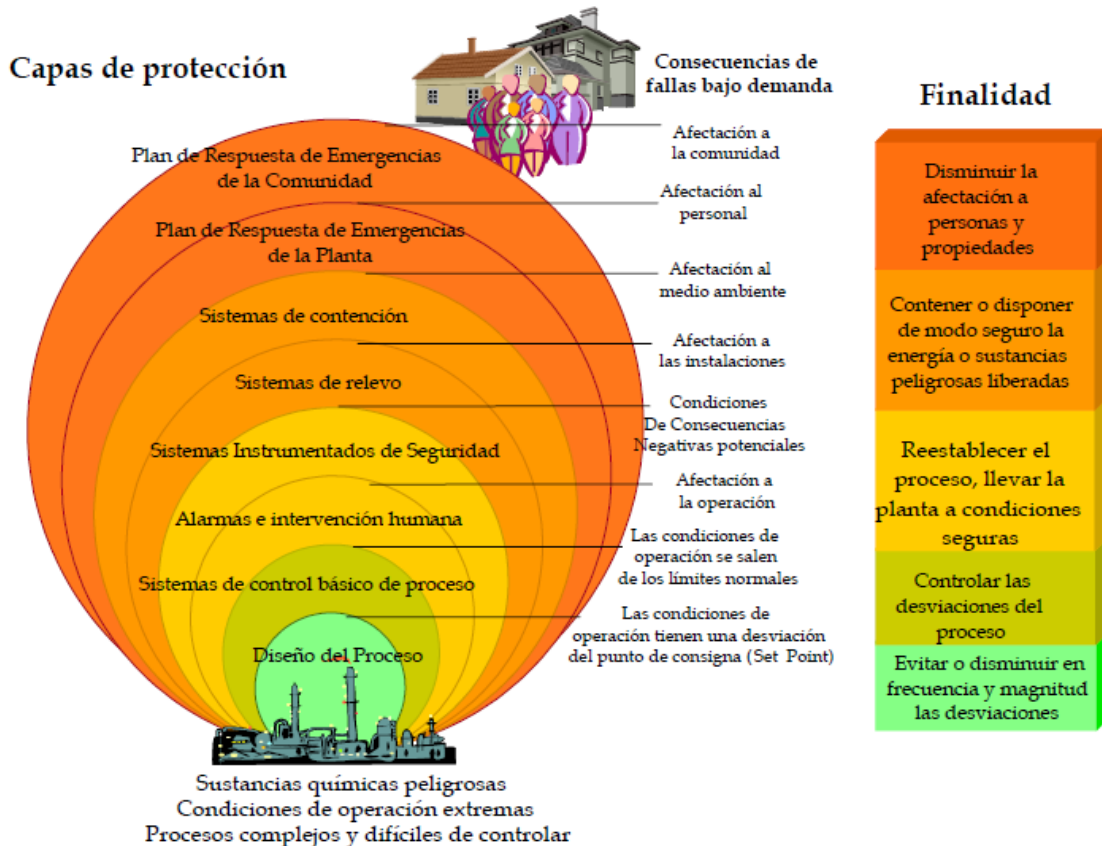 Capas de protección
Consecuencias de
fallas bajo demanda
Finalidad
Plan de Respuesta de Emergencias
de la Comunidad
Plan de Respuesta de Emergencias
de la Planta
Sistemas de contención
Sistemas de relevo
Sistemas Instrumentados de Seguridad
Alarmas e intervención humana
Sistemas de control básico de proceso
Diseño del Proceso
Afectación a
la comunidad
Afectación al
personal
Afectación al
medio ambiente
Afectación a
las instalaciones
Condiciones
De Consecuencias
Negativas potenciales
Afectación a
la operación
Las condiciones de
operación se salen
de los límites normales
Las condiciones de
operación tienen una desviación
del punto de consigna (Set Point)
Disminuir la
afectación a
personas y
propiedades
Contener o disponer
de modo seguro la
energía o sustancias
peligrosas liberadas
Reestablecer el
proceso, llevar la
planta a condiciones
seguras
Controlar las
desviaciones del
proceso
Evitar o disminuir en
frecuencia y magnitud
las desviaciones
Sustancias químicas peligrosas
Condiciones de operación extremas
Procesos complejos y difíciles de controlar